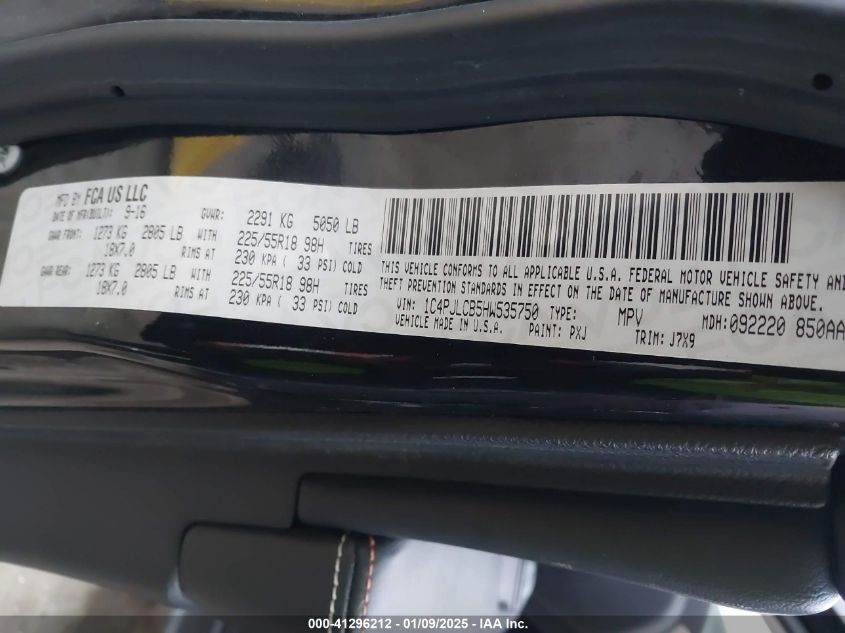 MFD BY FCA US LLC
DATE OF MFR(BUILT): 9-16 GVWR: 2291 KG 5050 LB
GAWR FRONT: 1273 KG 2805 LB WITH 225/55R18 98H TIRES
18X7.0 RIMS AT 230 KPA ( 33 PSI) COLD
GAWR REAR: 1273 KG 2805 LB WITH 225/55R18 98H TIRES
18X7.0 RIMS AT 230 KPA ( 33 PSI) COLD
THIS VEHICLE CONFORMS TO ALL APPLICABLE U.S.A. FEDERAL MOTOR VEHICLE SAFETY AND
THEFT PREVENTION STANDARDS IN EFFECT ON THE DATE OF MANUFACTURE SHOWN ABOVE.
VIN: 1C4PJLCB5HW535750 TYPE: MPV MDH: 092220 850AA
VEHICLE MADE IN U.S.A. PAINT: PXJ TRIM: J7X9
000-41296212 - 01/09/2025 - IAAI.com